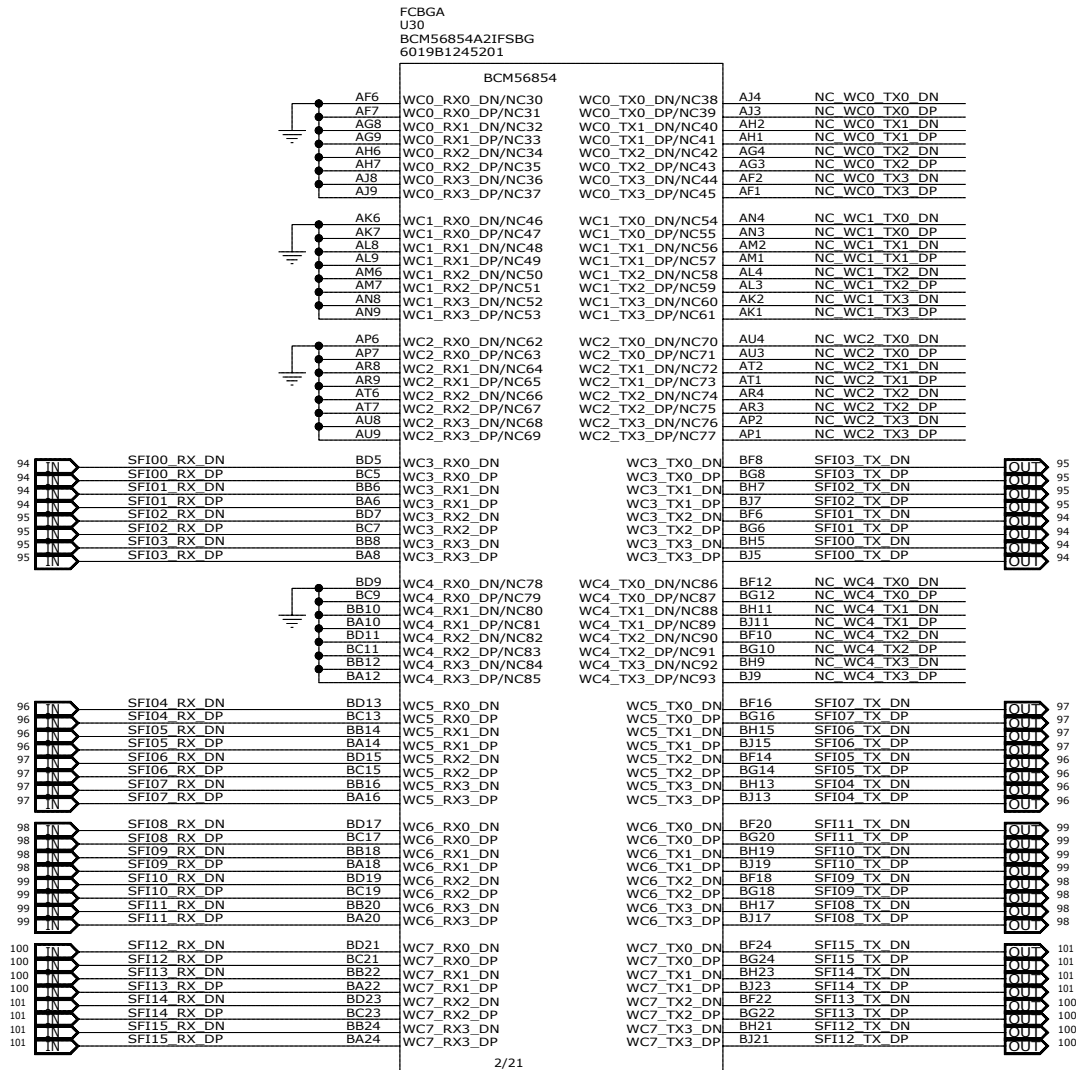 FCBGA
U30
BCM56854A2IFSBG
6019B1245201
BCM56854
AF6 WC0_RX0_DN/NC30 WC0_TX0_DN/NC38 AJ4 NC_WC0_TX0_DN
AF7 WC0_RX0_DP/NC31 WC0_TX0_DP/NC39 AJ3 NC_WC0_TX0_DP
AG8 WC0_RX1_DN/NC32 WC0_TX1_DN/NC40 AH2 NC_WC0_TX1_DN
AG9 WC0_RX1_DP/NC33 WC0_TX1_DP/NC41 AH1 NC_WC0_TX1_DP
AH6 WC0_RX2_DN/NC34 WC0_TX2_DN/NC42 AG4 NC_WC0_TX2_DN
AH7 WC0_RX2_DP/NC35 WC0_TX2_DP/NC43 AG3 NC_WC0_TX2_DP
AJ8 WC0_RX3_DN/NC36 WC0_TX3_DN/NC44 AF2 NC_WC0_TX3_DN
AJ9 WC0_RX3_DP/NC37 WC0_TX3_DP/NC45 AF1 NC_WC0_TX3_DP
AK6 WC1_RX0_DN/NC46 WC1_TX0_DN/NC54 AN4 NC_WC1_TX0_DN
AK7 WC1_RX0_DP/NC47 WC1_TX0_DP/NC55 AN3 NC_WC1_TX0_DP
AL8 WC1_RX1_DN/NC48 WC1_TX1_DN/NC56 AM2 NC_WC1_TX1_DN
AL9 WC1_RX1_DP/NC49 WC1_TX1_DP/NC57 AM1 NC_WC1_TX1_DP
AM6 WC1_RX2_DN/NC50 WC1_TX2_DN/NC58 AL4 NC_WC1_TX2_DN
AM7 WC1_RX2_DP/NC51 WC1_TX2_DP/NC59 AL3 NC_WC1_TX2_DP
AN8 WC1_RX3_DN/NC52 WC1_TX3_DN/NC60 AK2 NC_WC1_TX3_DN
AN9 WC1_RX3_DP/NC53 WC1_TX3_DP/NC61 AK1 NC_WC1_TX3_DP
AP6 WC2_RX0_DN/NC62 WC2_TX0_DN/NC70 AU4 NC_WC2_TX0_DN
AP7 WC2_RX0_DP/NC63 WC2_TX0_DP/NC71 AU3 NC_WC2_TX0_DP
AR8 WC2_RX1_DN/NC64 WC2_TX1_DN/NC72 AT2 NC_WC2_TX1_DN
AR9 WC2_RX1_DP/NC65 WC2_TX1_DP/NC73 AT1 NC_WC2_TX1_DP
AT6 WC2_RX2_DN/NC66 WC2_TX2_DN/NC74 AR4 NC_WC2_TX2_DN
AT7 WC2_RX2_DP/NC67 WC2_TX2_DP/NC75 AR3 NC_WC2_TX2_DP
AU8 WC2_RX3_DN/NC68 WC2_TX3_DN/NC76 AP2 NC_WC2_TX3_DN
AU9 WC2_RX3_DP/NC69 WC2_TX3_DP/NC77 AP1 NC_WC2_TX3_DP
94 IN SFI00_RX_DN BD5 WC3_RX0_DN WC3_TX0_DN BF8 SFI03_TX_DN OUT 95
94 IN SFI00_RX_DP BC5 WC3_RX0_DP WC3_TX0_DP BG8 SFI03_TX_DP OUT 95
94 IN SFI01_RX_DN BB6 WC3_RX1_DN WC3_TX1_DN BH7 SFI02_TX_DN OUT 95
94 IN SFI01_RX_DP BA6 WC3_RX1_DP WC3_TX1_DP BJ7 SFI02_TX_DP OUT 95
95 IN SFI02_RX_DN BD7 WC3_RX2_DN WC3_TX2_DN BF6 SFI01_TX_DN OUT 94
95 IN SFI02_RX_DP BC7 WC3_RX2_DP WC3_TX2_DP BG6 SFI01_TX_DP OUT 94
95 IN SFI03_RX_DN BB8 WC3_RX3_DN WC3_TX3_DN BH5 SFI00_TX_DN OUT 94
95 IN SFI03_RX_DP BA8 WC3_RX3_DP WC3_TX3_DP BJ5 SFI00_TX_DP OUT 94
BD9 WC4_RX0_DN/NC78 WC4_TX0_DN/NC86 BF12 NC_WC4_TX0_DN
BC9 WC4_RX0_DP/NC79 WC4_TX0_DP/NC87 BG12 NC_WC4_TX0_DP
BB10 WC4_RX1_DN/NC80 WC4_TX1_DN/NC88 BH11 NC_WC4_TX1_DN
BA10 WC4_RX1_DP/NC81 WC4_TX1_DP/NC89 BJ11 NC_WC4_TX1_DP
BD11 WC4_RX2_DN/NC82 WC4_TX2_DN/NC90 BF10 NC_WC4_TX2_DN
BC11 WC4_RX2_DP/NC83 WC4_TX2_DP/NC91 BG10 NC_WC4_TX2_DP
BB12 WC4_RX3_DN/NC84 WC4_TX3_DN/NC92 BH9 NC_WC4_TX3_DN
BA12 WC4_RX3_DP/NC85 WC4_TX3_DP/NC93 BJ9 NC_WC4_TX3_DP
96 IN SFI04_RX_DN BD13 WC5_RX0_DN WC5_TX0_DN BF16 SFI07_TX_DN OUT 97
96 IN SFI04_RX_DP BC13 WC5_RX0_DP WC5_TX0_DP BG16 SFI07_TX_DP OUT 97
96 IN SFI05_RX_DN BB14 WC5_RX1_DN WC5_TX1_DN BH15 SFI06_TX_DN OUT 97
96 IN SFI05_RX_DP BA14 WC5_RX1_DP WC5_TX1_DP BJ15 SFI06_TX_DP OUT 97
97 IN SFI06_RX_DN BD15 WC5_RX2_DN WC5_TX2_DN BF14 SFI05_TX_DN OUT 96
97 IN SFI06_RX_DP BC15 WC5_RX2_DP WC5_TX2_DP BG14 SFI05_TX_DP OUT 96
97 IN SFI07_RX_DN BB16 WC5_RX3_DN WC5_TX3_DN BH13 SFI04_TX_DN OUT 96
97 IN SFI07_RX_DP BA16 WC5_RX3_DP WC5_TX3_DP BJ13 SFI04_TX_DP OUT 96
98 IN SFI08_RX_DN BD17 WC6_RX0_DN WC6_TX0_DN BF20 SFI11_TX_DN OUT 99
98 IN SFI08_RX_DP BC17 WC6_RX0_DP WC6_TX0_DP BG20 SFI11_TX_DP OUT 99
98 IN SFI09_RX_DN BB18 WC6_RX1_DN WC6_TX1_DN BH19 SFI10_TX_DN OUT 99
98 IN SFI09_RX_DP BA18 WC6_RX1_DP WC6_TX1_DP BJ19 SFI10_TX_DP OUT 99
99 IN SFI10_RX_DN BD19 WC6_RX2_DN WC6_TX2_DN BF18 SFI09_TX_DN OUT 98
99 IN SFI10_RX_DP BC19 WC6_RX2_DP WC6_TX2_DP BG18 SFI09_TX_DP OUT 98
99 IN SFI11_RX_DN BB20 WC6_RX3_DN WC6_TX3_DN BH17 SFI08_TX_DN OUT 98
99 IN SFI11_RX_DP BA20 WC6_RX3_DP WC6_TX3_DP BJ17 SFI08_TX_DP OUT 98
100 IN SFI12_RX_DN BD21 WC7_RX0_DN WC7_TX0_DN BF24 SFI15_TX_DN OUT 101
100 IN SFI12_RX_DP BC21 WC7_RX0_DP WC7_TX0_DP BG24 SFI15_TX_DP OUT 101
100 IN SFI13_RX_DN BB22 WC7_RX1_DN WC7_TX1_DN BH23 SFI14_TX_DN OUT 101
100 IN SFI13_RX_DP BA22 WC7_RX1_DP WC7_TX1_DP BJ23 SFI14_TX_DP OUT 101
101 IN SFI14_RX_DN BD23 WC7_RX2_DN WC7_TX2_DN BF22 SFI13_TX_DN OUT 100
101 IN SFI14_RX_DP BC23 WC7_RX2_DP WC7_TX2_DP BG22 SFI13_TX_DP OUT 100
101 IN SFI15_RX_DN BB24 WC7_RX3_DN WC7_TX3_DN BH21 SFI12_TX_DN OUT 100
101 IN SFI15_RX_DP BA24 WC7_RX3_DP WC7_TX3_DP BJ21 SFI12_TX_DP OUT 100
2/21